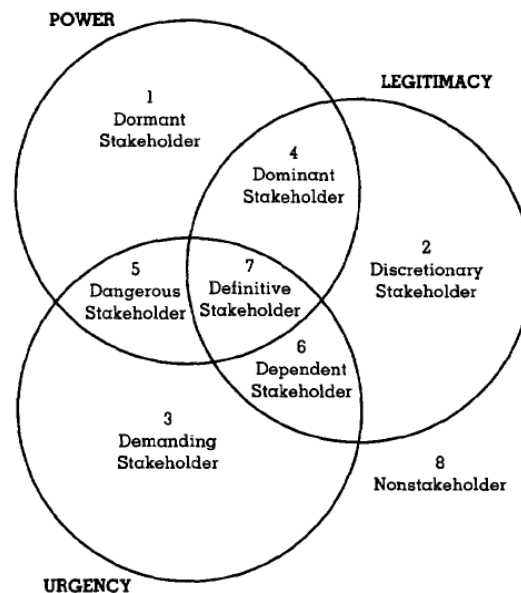 POWER
LEGITIMACY
1
Dormant
Stakeholder
4
Dominant
Stakeholder
2
Discretionary
Stakeholder
5
Dangerous
Stakeholder
7
Definitive
Stakeholder
6
Dependent
Stakeholder
3
Demanding
Stakeholder
8
Nonstakeholder
URGENCY